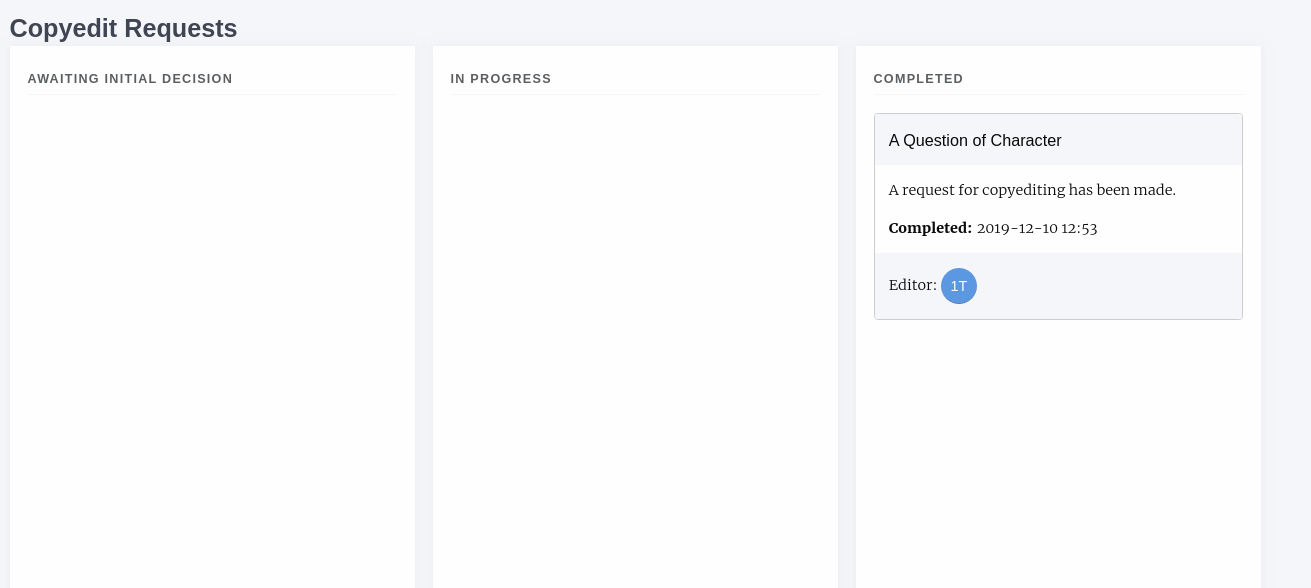 Copyedit Requests
AWAITING INITIAL DECISION
IN PROGRESS
COMPLETED
A Question of Character
A request for copyediting has been made.
Completed: 2019-12-10 12:53
Editor: 1T